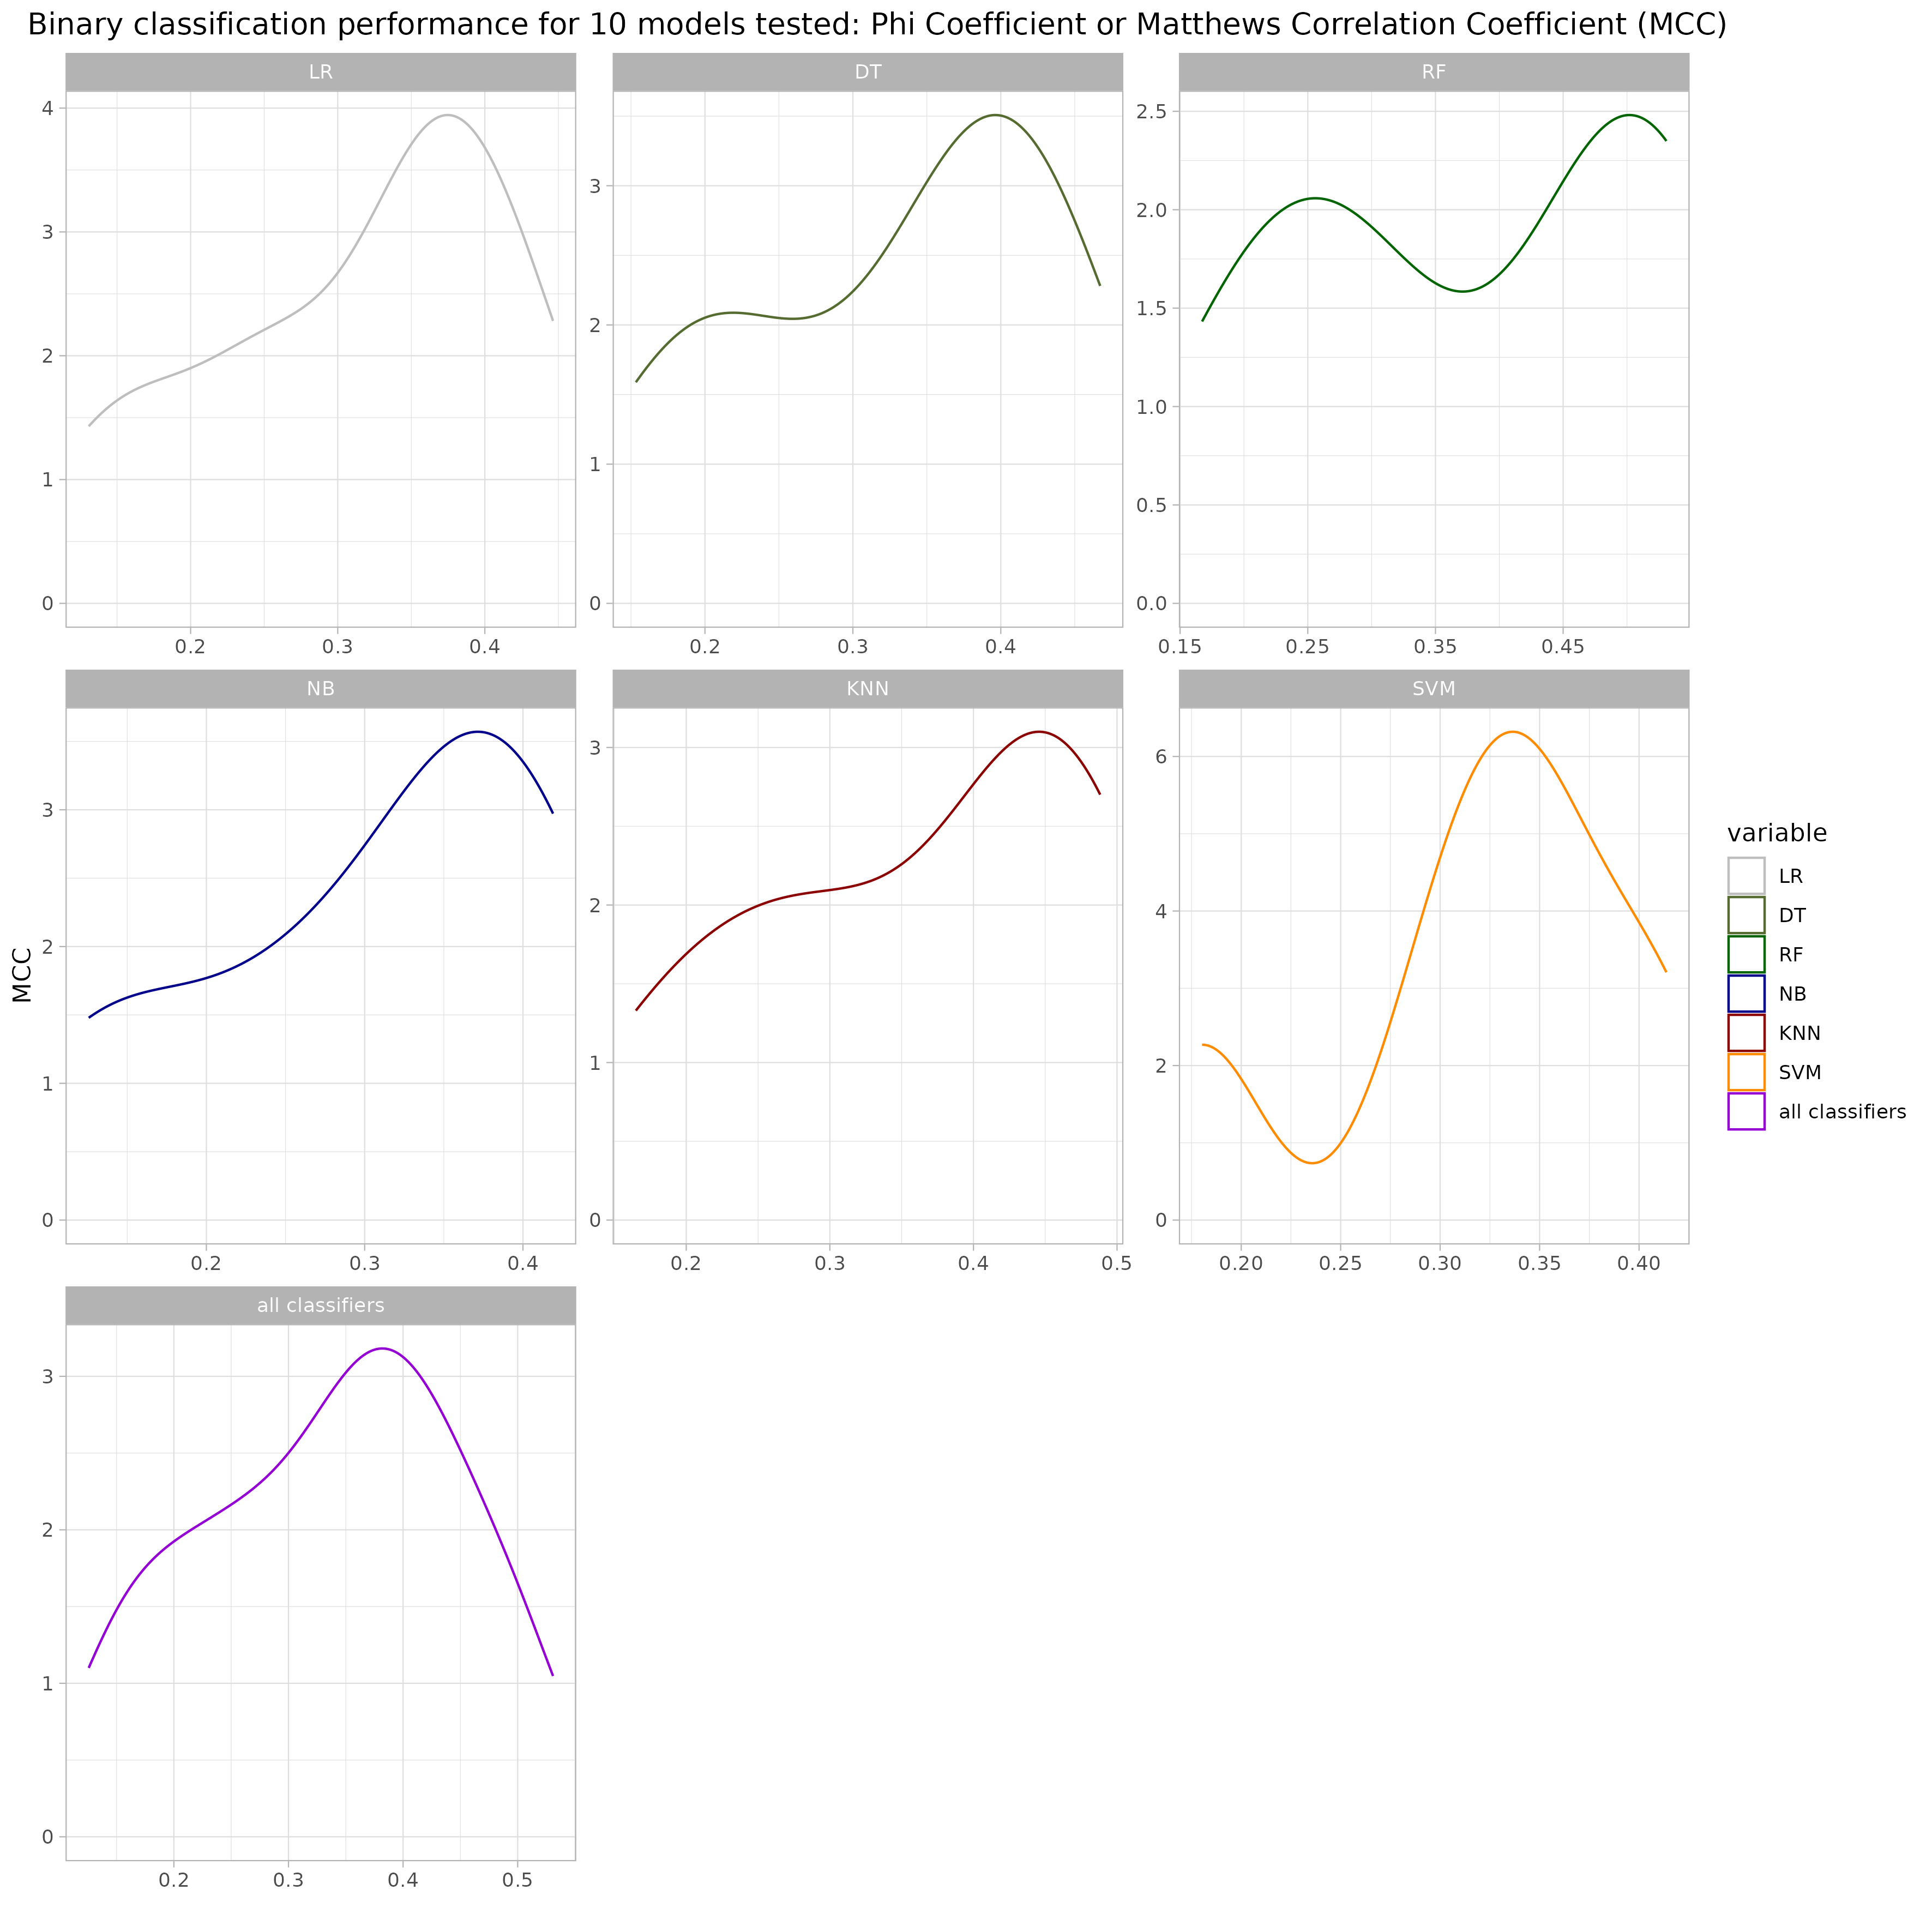 Binary classification performance for 10 models tested: Phi Coefficient or Matthews Correlation Coefficient (MCC)
LR
4
3
2
1
0
0.2 0.3 0.4
DT
3
2
1
0
0.2 0.3 0.4
RF
2.5
2.0
1.5
1.0
0.5
0.0
0.15 0.25 0.35 0.45
MCC
NB
3
2
1
0
0.2 0.3 0.4
KNN
3
2
1
0
0.2 0.3 0.4 0.5
SVM
6
4
2
0
0.20 0.25 0.30 0.35 0.40
all classifiers
3
2
1
0
0.2 0.3 0.4 0.5
variable
LR
DT
RF
NB
KNN
SVM
all classifiers